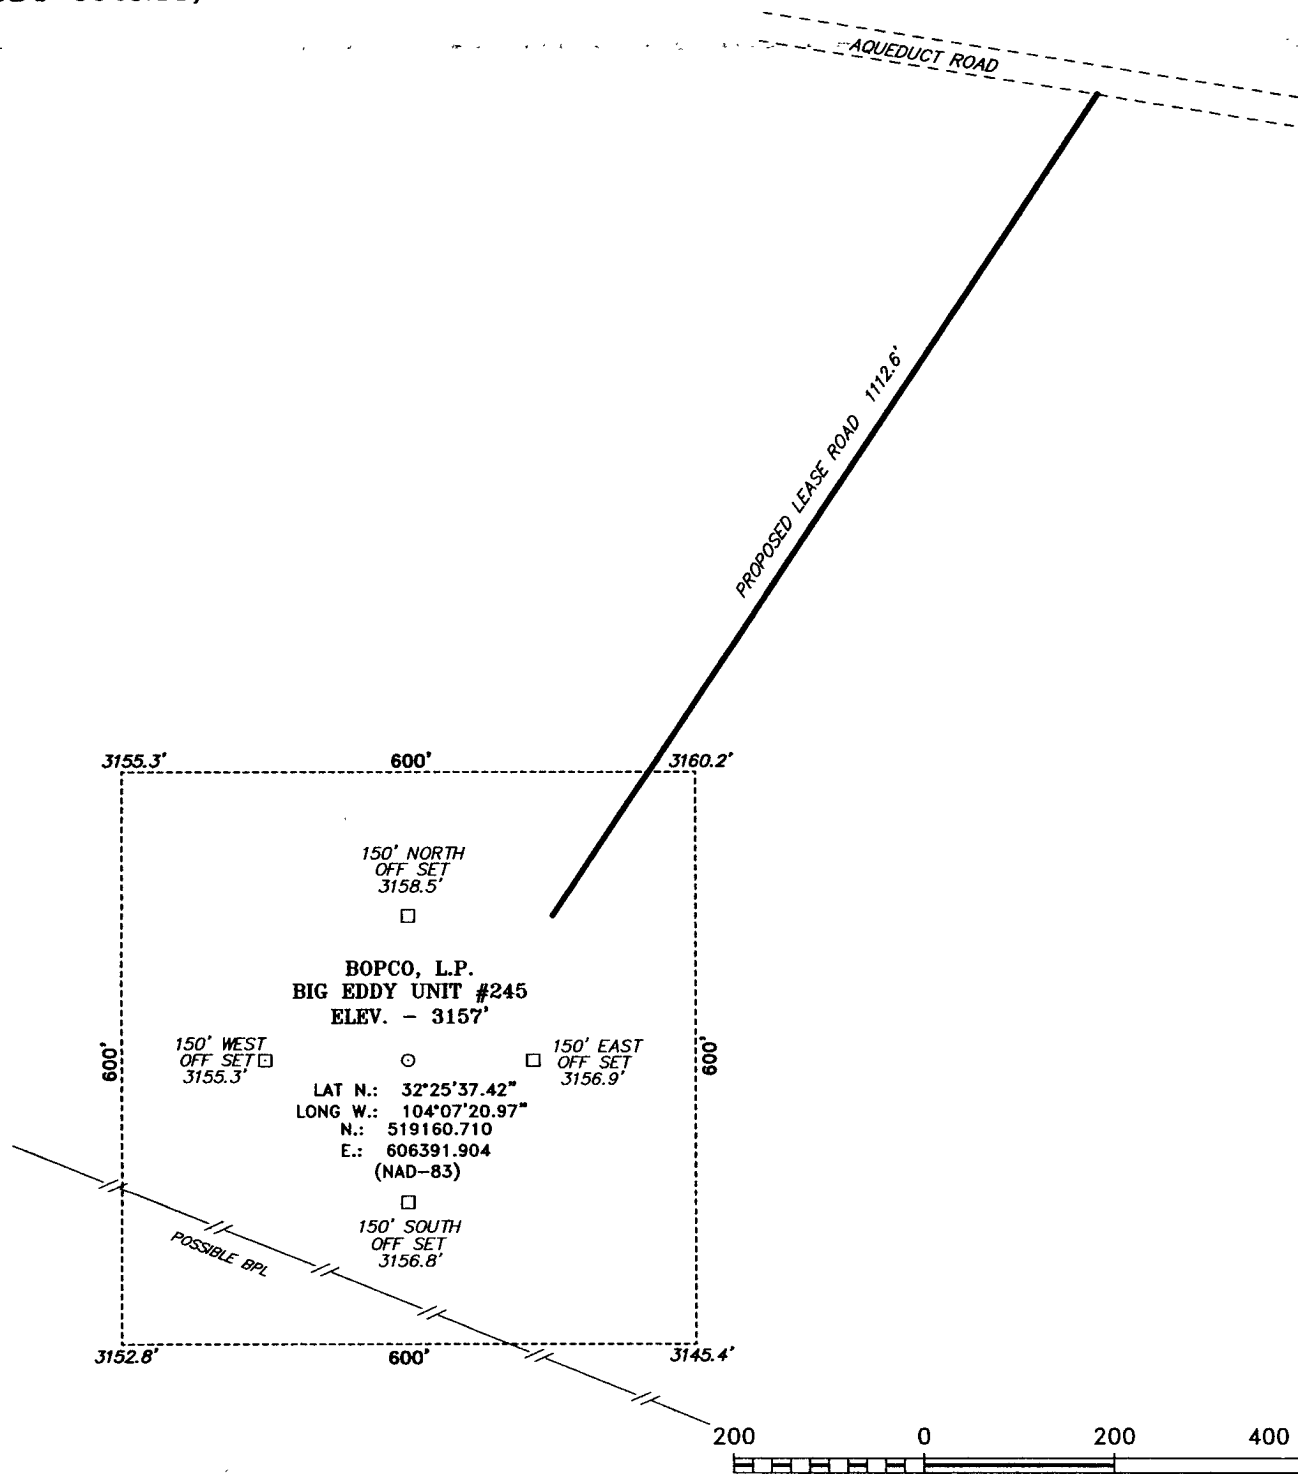 AQUEDUCT ROAD
PROPOSED LEASE ROAD 1112.6'
3155.3' 600' 3160.2'
150' NORTH
OFF SET
3158.5'
BOPCO, L.P.
BIG EDDY UNIT #245
ELEV. - 3157'
600'
150' WEST
OFF SET
3155.3'
150' EAST
OFF SET
3156.9'
600'
LAT N.: 32°25'37.42"
LONG W.: 104°07'20.97"
N.: 519160.710
E.: 606391.904
(NAD-83)
150' SOUTH
OFF SET
3156.8'
POSSIBLE BPL
3152.8' 600' 3145.4'
200 0 200 400